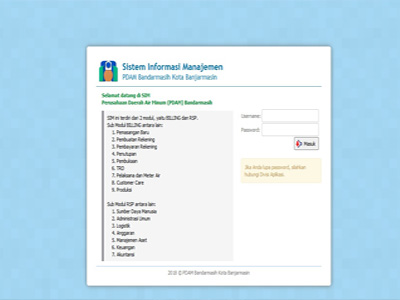 Sistem Informasi Manajemen
PDAM Bandarmasih Kota Banjarmasin
Selamat datang di SIM
Perusahaan Daerah Air Minum (PDAM) Bandarmasih
SIM ini terdiri dari 2 modul, yaitu BILLING dan RSP.
Sub Modul BILLING antara lain:
1. Pemasangan Baru
2. Pembuatan Rekening
3. Pembayaran Rekening
4. Penutupan
5. Pembukaan
6. TRD
7. Pelaksana dan Meter Air
8. Customer Care
9. Produksi
Sub Modul RSP antara lain:
1. Sumber Daya Manusia
2. Administrasi Umum
3. Logistik
4. Anggaran
5. Manajemen Aset
6. Keuangan
7. Akuntansi
Username:
Password:
Masuk
Jika Anda lupa password, silahkan
hubungi Divisi Aplikasi.
2018 © PDAM Bandarmasih Kota Banjarmasin